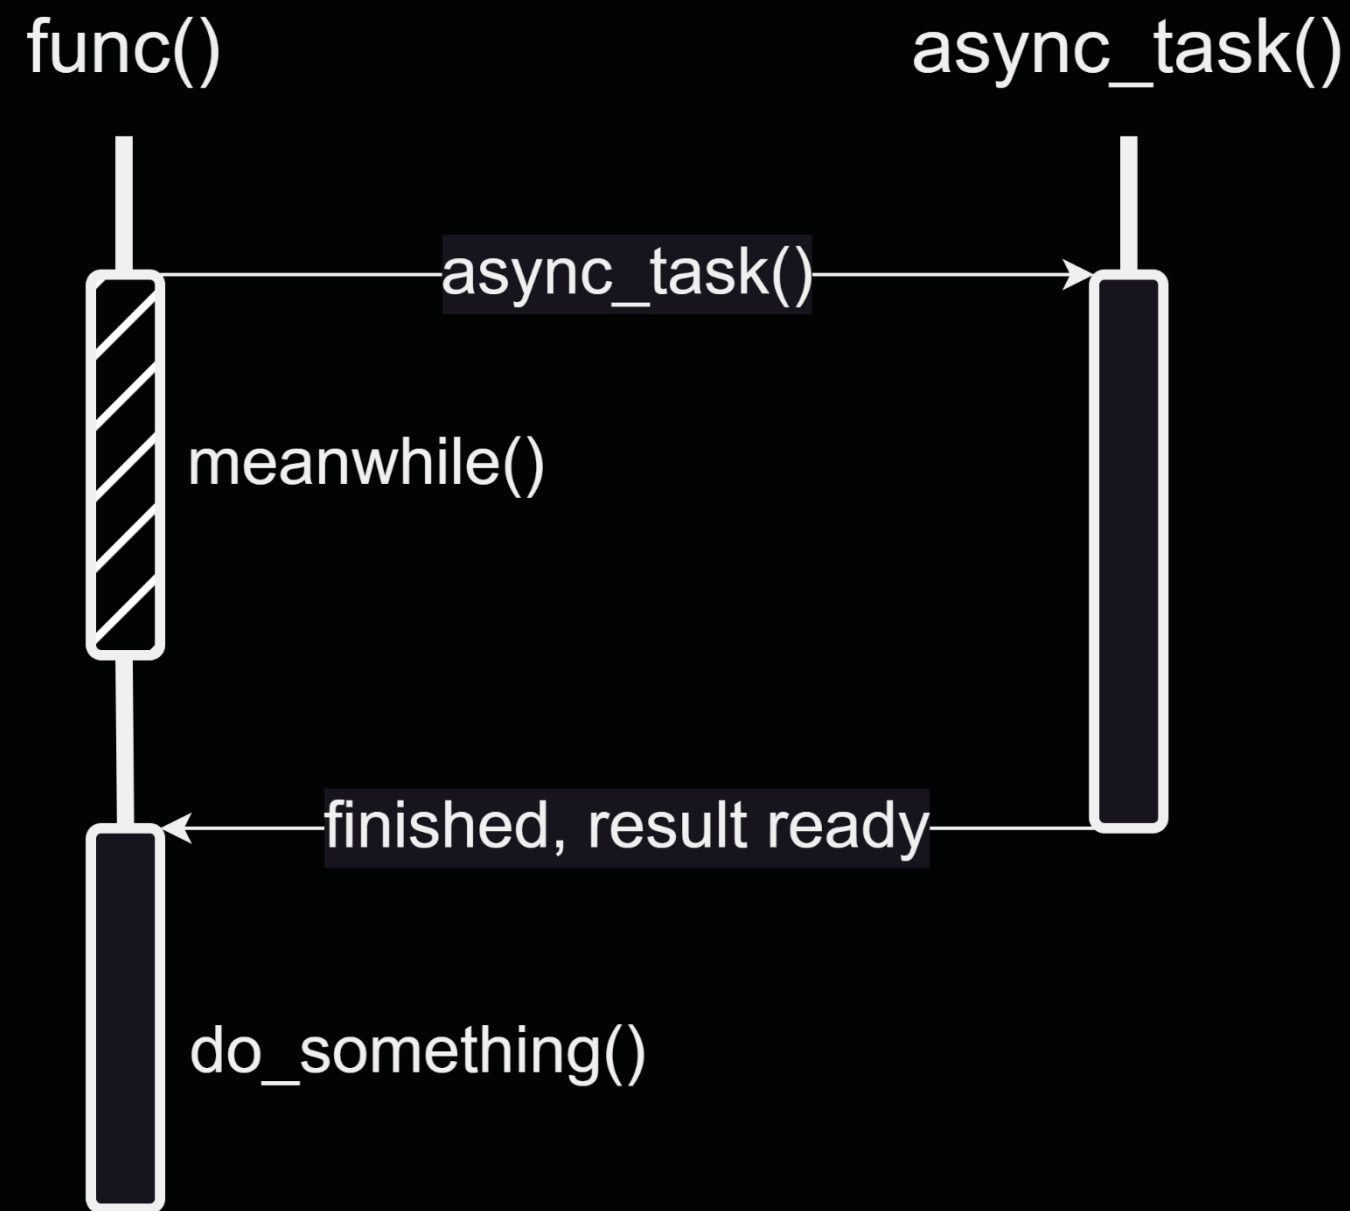 func()
async_task()
async_task()
meanwhile()
finished, result ready
do_something()